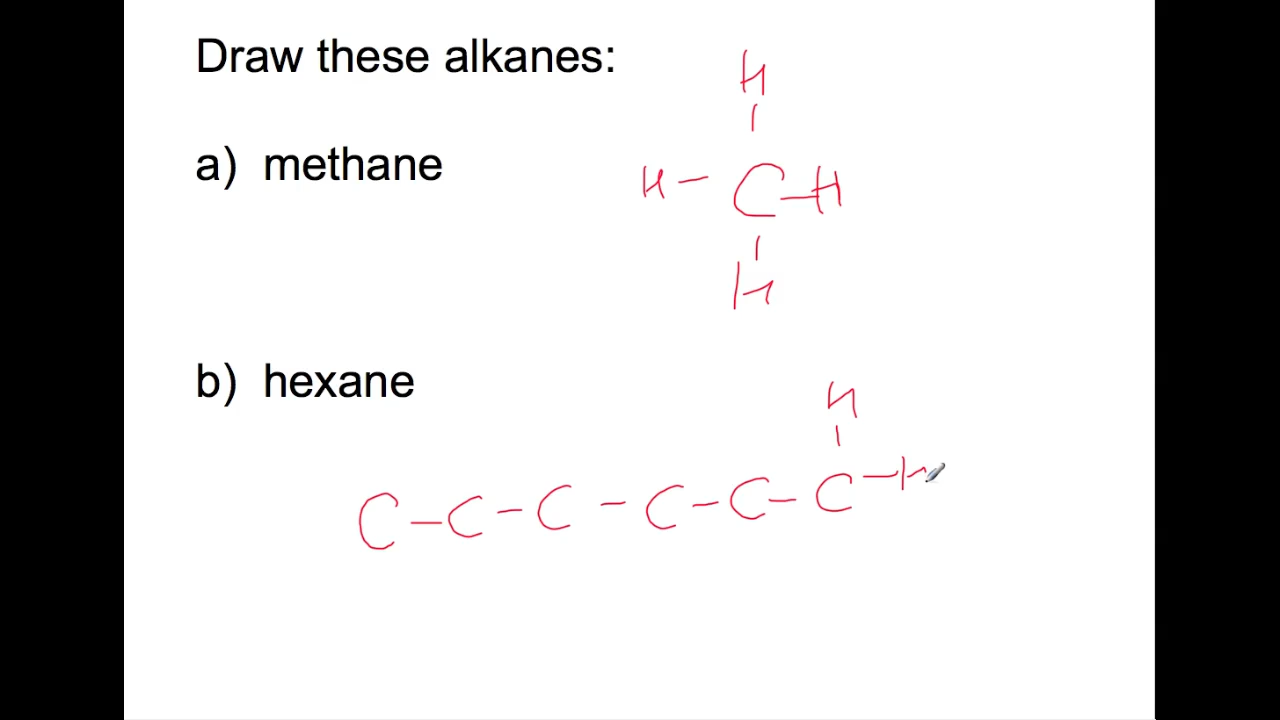 Draw these alkanes:
H
a) methane
H - C - H
H
b) hexane
H
C - C - C - C - C - C - H